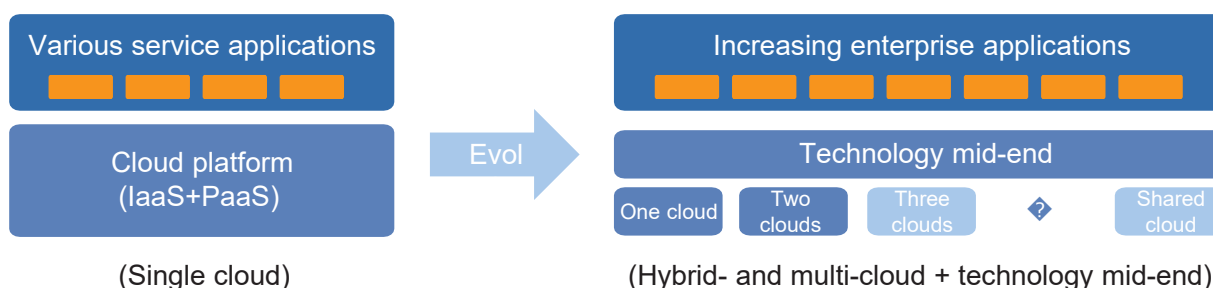 Various service applications
Cloud platform
(IaaS+PaaS)
(Single cloud)
Evol
Increasing enterprise applications
Technology mid-end
One cloud
Two
clouds
Three
clouds
�
Shared
cloud
(Hybrid- and multi-cloud + technology mid-end)